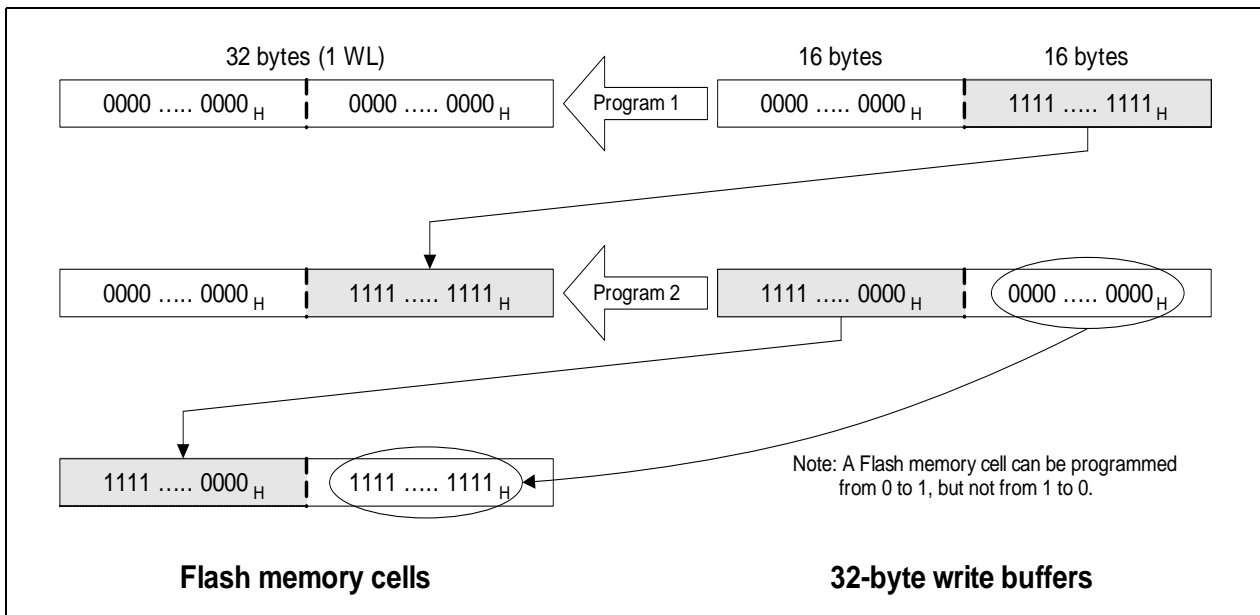 32 bytes (1 WL) 16 bytes 16 bytes
0000 ..... 0000 H 0000 ..... 0000 H Program 1 0000 ..... 0000 H 1111 ..... 1111 H
0000 ..... 0000 H 1111 ..... 1111 H Program 2 1111 ..... 0000 H 0000 ..... 0000 H
1111 ..... 0000 H 1111 ..... 1111 H
Note: A Flash memory cell can be programmed
from 0 to 1, but not from 1 to 0.
Flash memory cells 32-byte write buffers